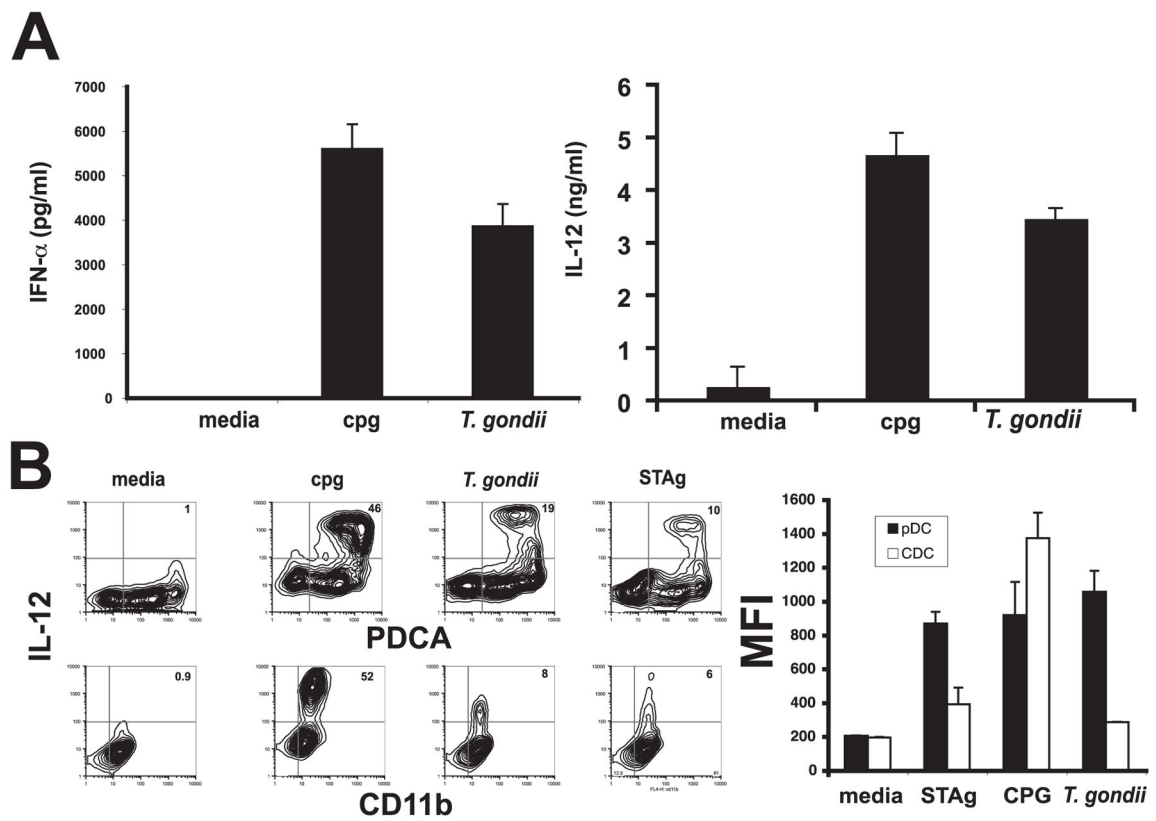 A
7000
6000
5000
4000
3000
2000
1000
0
IFN-α (pg/ml)
media cpg T. gondii
6
5
4
3
2
1
0
IL-12 (ng/ml)
media cpg T. gondii
B
media cpg T. gondii STAg
1 46 19 10
IL-12
PDCA
0.9 52 8 6
CD11b
1600
1400
1200
1000
800
600
400
200
0
MFI
pDC
CDC
media STAg CPG T. gondii